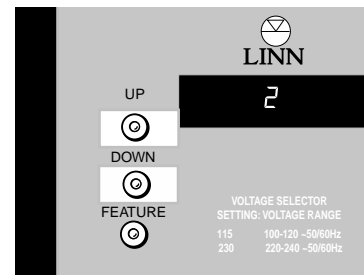 LINN
UP
2
DOWN
FEATURE
VOLTAGE SELECTOR
SETTING: VOLTAGE RANGE
115 100-120 ~50/60Hz
230 220-240 ~50/60Hz